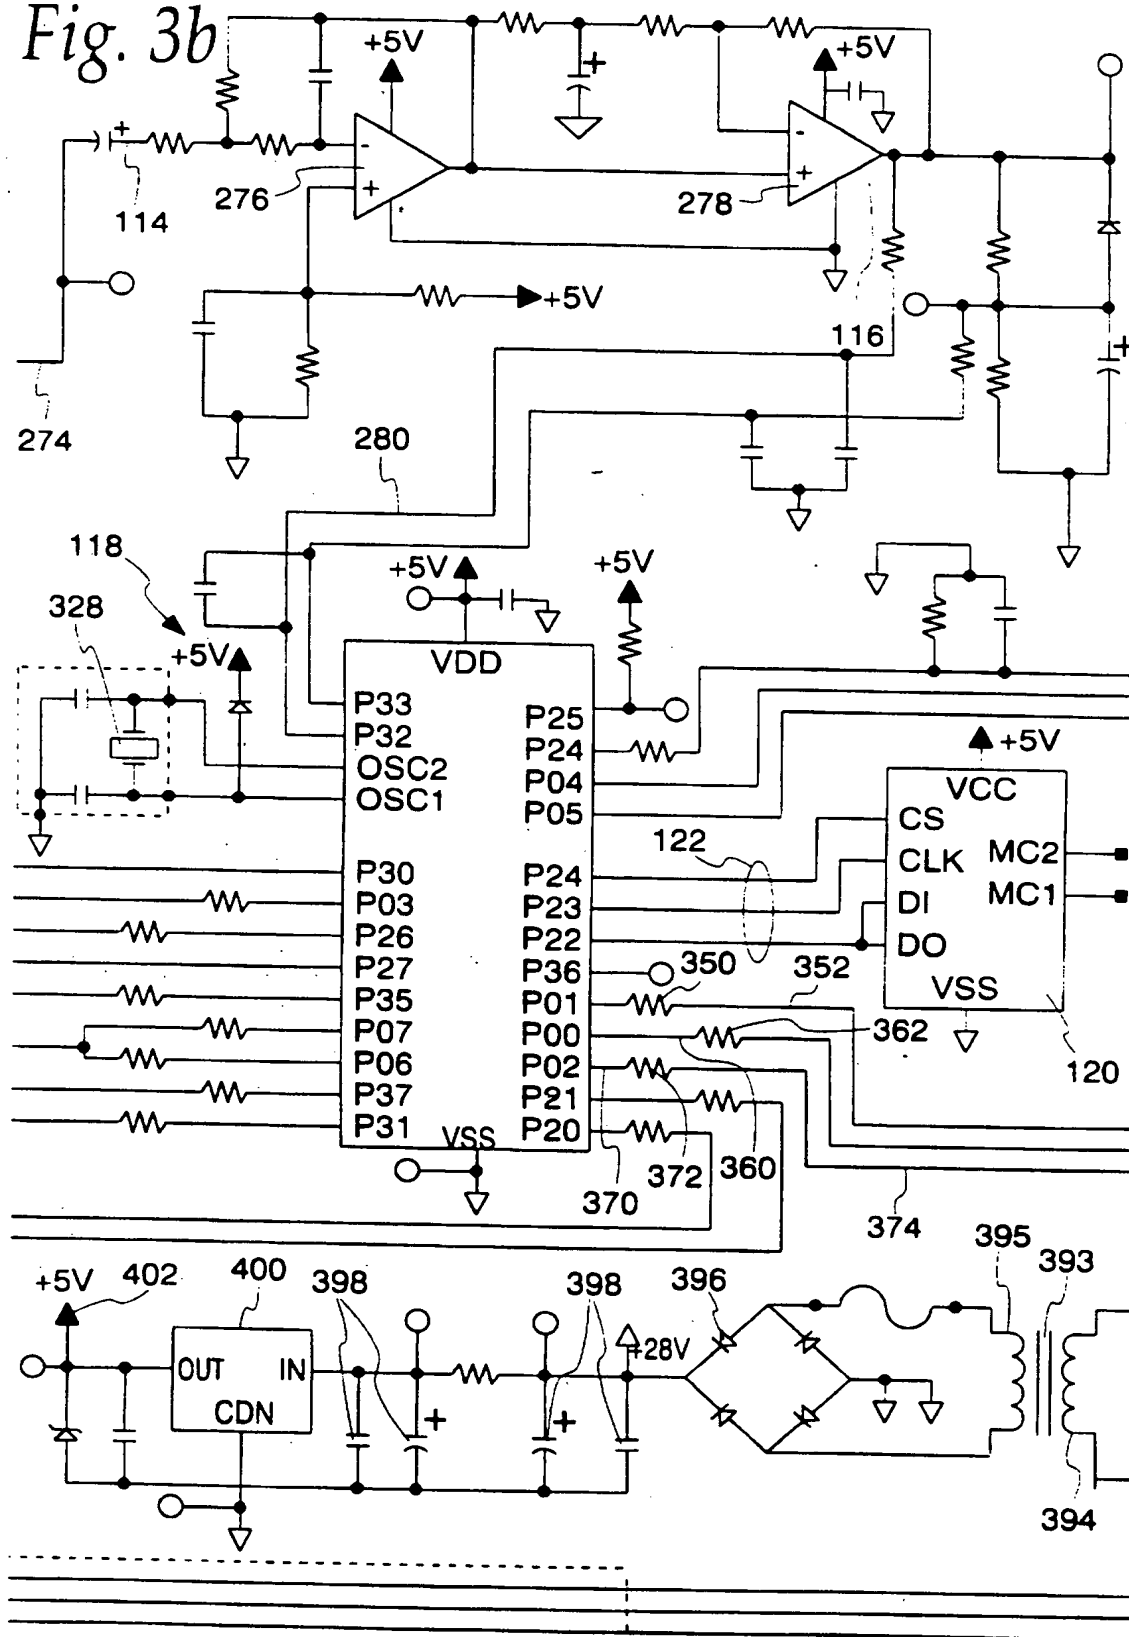 Fig. 3b
+5V
+
+5V
+
-
+
276
-
+
278
114
+5V
116
+
274
280
118
328
+5V
+5V
+5V
VDD
P33
P32
OSC2
OSC1
P30
P03
P26
P27
P35
P07
P06
P37
P31
VSS
P25
P24
P04
P05
P24
P23
P22
P36
P01
P00
P02
P21
P20
122
+5V
VCC
CS
CLK
DI
DO
MC2
MC1
VSS
350
352
362
120
372
360
370
374
+5V
402
400
398
398
396
395
393
OUT
IN
CDN
+28V
+
+
394